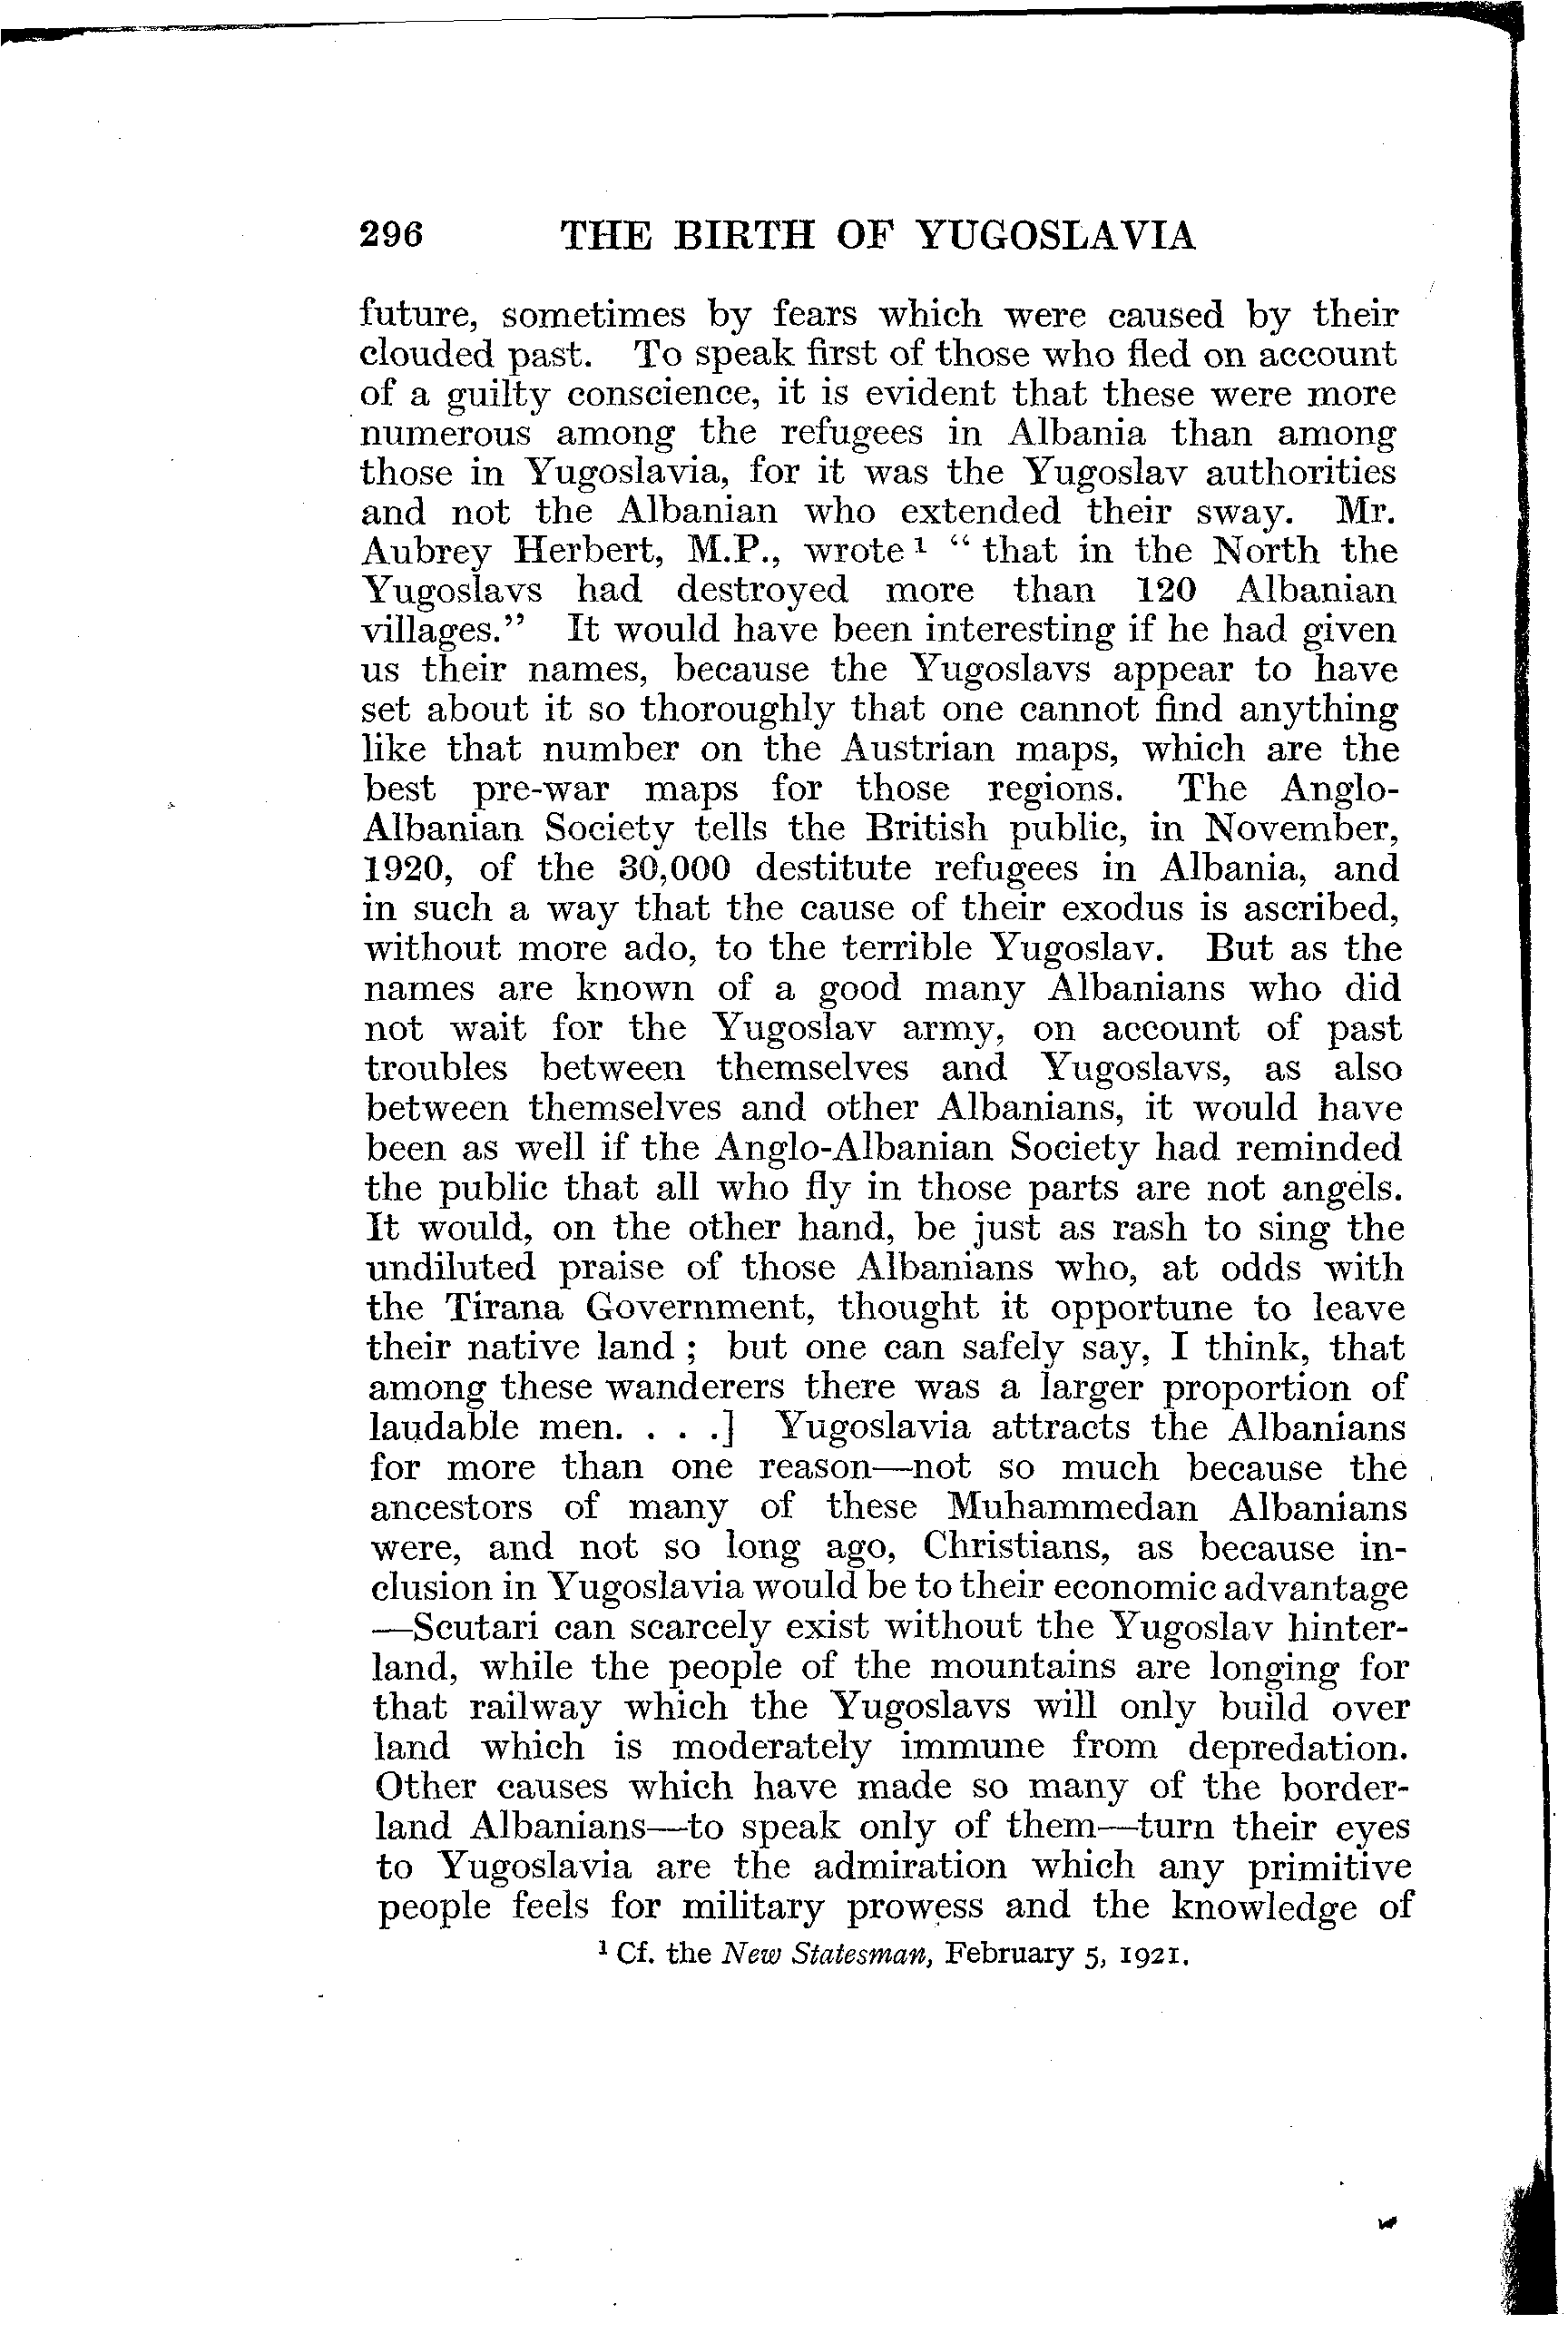 296 THE BIRTH OF YUGOSLAVIA
future, sometimes by fears which were caused by their
clouded past. To speak first of those who fled on account
of a guilty conscience, it is evident that these were more
numerous among the refugees in Albania than among
those in Yugoslavia, for it was the Yugoslav authorities
and not the Albanian who extended their sway. Mr.
Aubrey Herbert, M.P., wrote ¹ “ that in the North the
Yugoslavs had destroyed more than 120 Albanian
villages.” It would have been interesting if he had given
us their names, because the Yugoslavs appear to have
set about it so thoroughly that one cannot find anything
like that number on the Austrian maps, which are the
best pre-war maps for those regions. The Anglo-
Albanian Society tells the British public, in November,
1920, of the 30,000 destitute refugees in Albania, and
in such a way that the cause of their exodus is ascribed,
without more ado, to the terrible Yugoslav. But as the
names are known of a good many Albanians who did
not wait for the Yugoslav army, on account of past
troubles between themselves and Yugoslavs, as also
between themselves and other Albanians, it would have
been as well if the Anglo-Albanian Society had reminded
the public that all who fly in those parts are not angels.
It would, on the other hand, be just as rash to sing the
undiluted praise of those Albanians who, at odds with
the Tirana Government, thought it opportune to leave
their native land ; but one can safely say, I think, that
among these wanderers there was a larger proportion of
laudable men. . . .] Yugoslavia attracts the Albanians
for more than one reason—not so much because the
ancestors of many of these Muhammedan Albanians
were, and not so long ago, Christians, as because in-
clusion in Yugoslavia would be to their economic advantage
—Scutari can scarcely exist without the Yugoslav hinter-
land, while the people of the mountains are longing for
that railway which the Yugoslavs will only build over
land which is moderately immune from depredation.
Other causes which have made so many of the border-
land Albanians—to speak only of them—turn their eyes
to Yugoslavia are the admiration which any primitive
people feels for military prowess and the knowledge of
¹ Cf. the New Statesman, February 5, 1921.